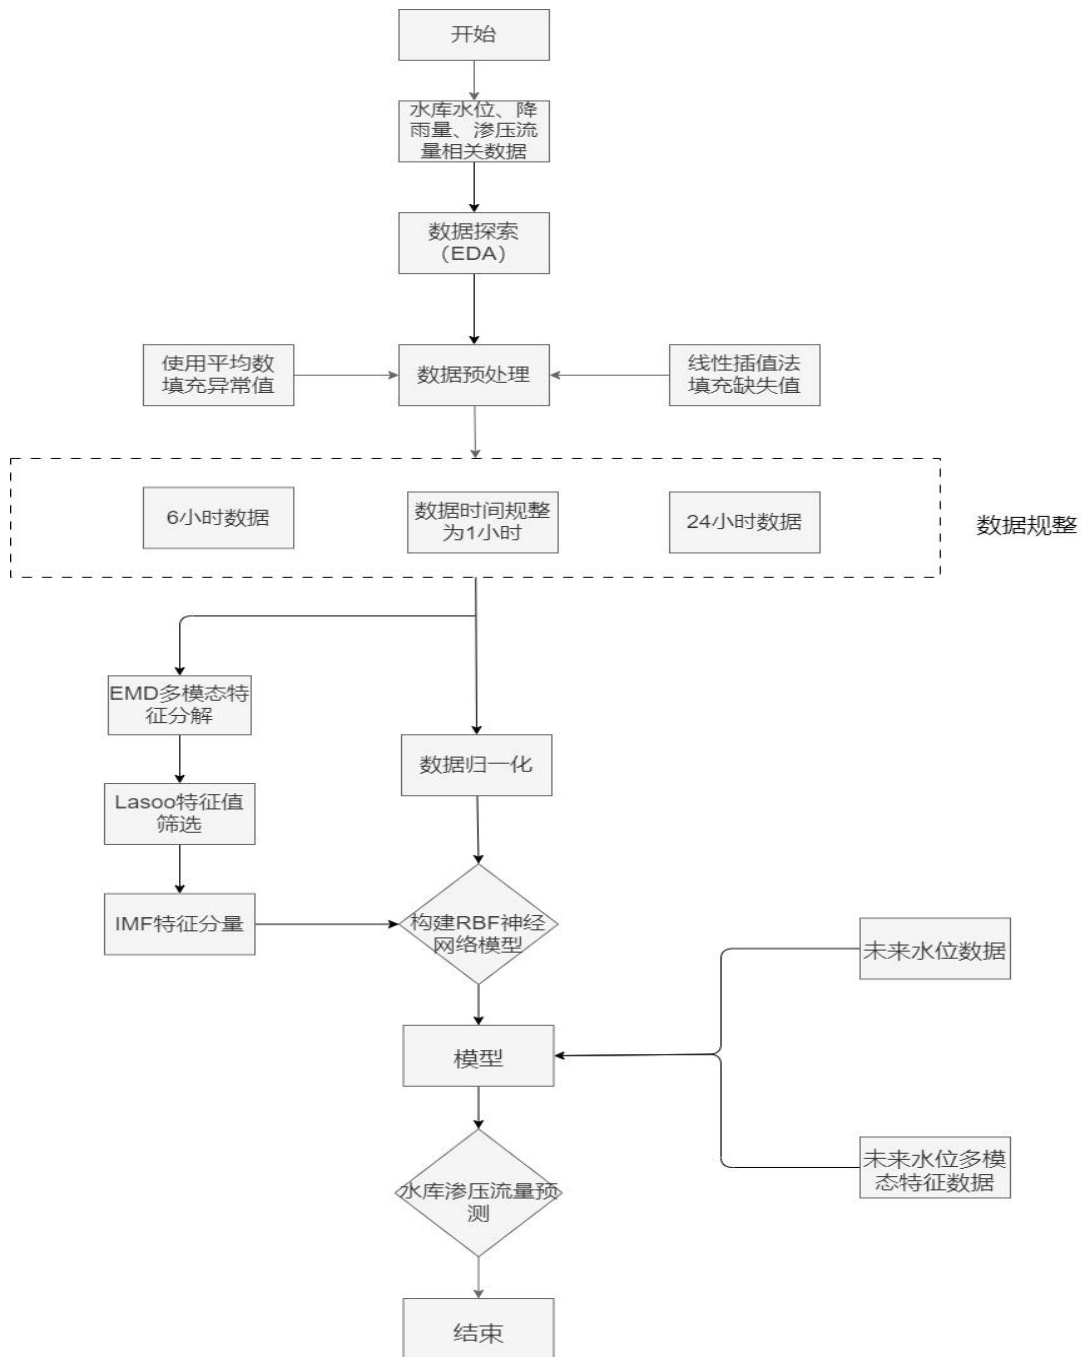 开始
水库水位、降
雨量、渗压流
量相关数据
数据探索
（EDA）
使用平均数
填充异常值
数据预处理
线性插值法
填充缺失值
6小时数据
数据时间规整
为1小时
24小时数据
数据规整
EMD多模态特
征分解
数据归一化
Lasoo特征值
筛选
IMF特征分量
构建RBF神经
网络模型
未来水位数据
模型
未来水位多模
态特征数据
水库渗压流量预
测
结束